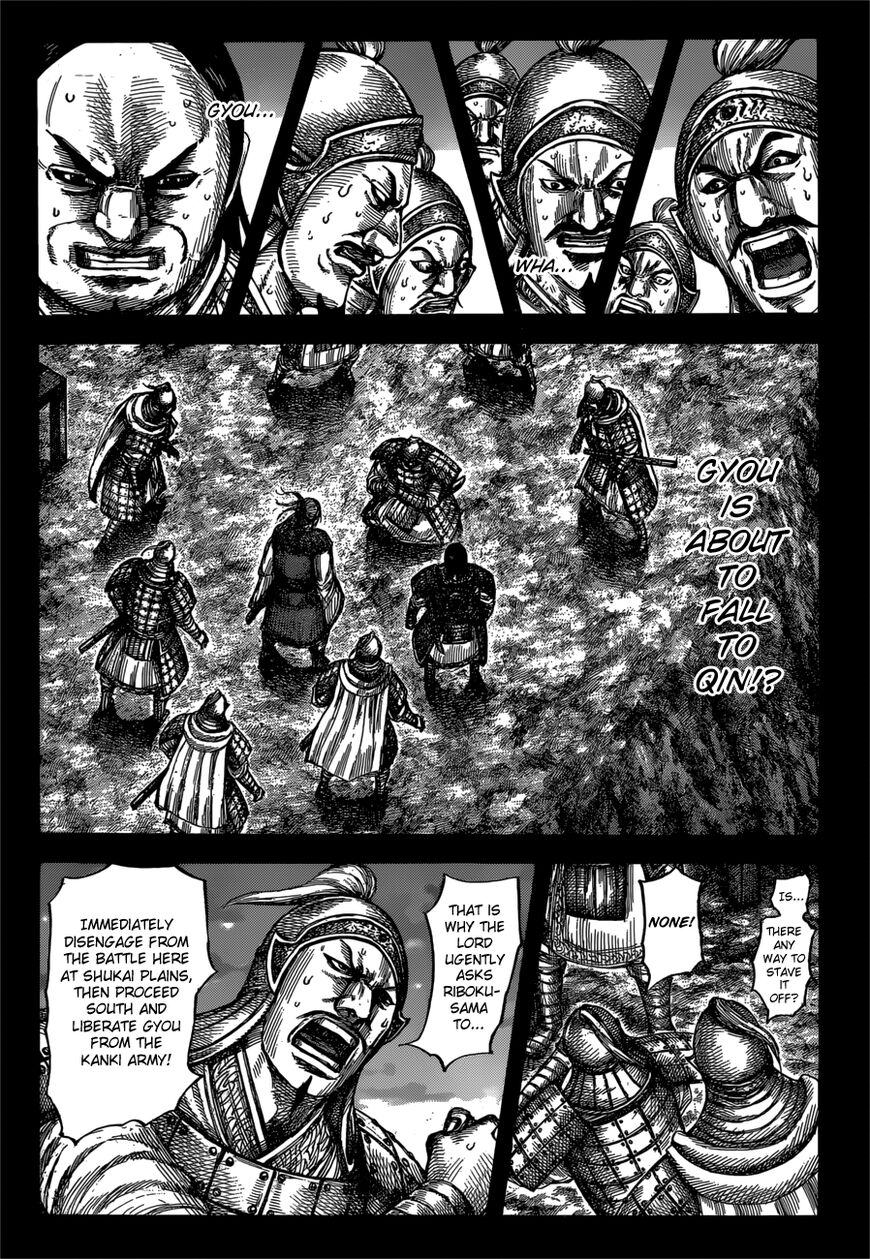 WHA...
GYOU...
GYOU
IS
ABOUT
TO
FALL
TO
QIN!?
IS...
THERE
ANY
WAY TO
STAVE
IT
OFF?
NONE!
THAT IS
WHY THE
LORD
UGENTLY
ASKS
RIBOKU-
SAMA
TO...
IMMEDIATELY
DISENGAGE FROM
THE BATTLE HERE
AT SHUKAI PLAINS,
THEN PROCEED
SOUTH AND
LIBERATE GYOU
FROM THE
KANKI ARMY!